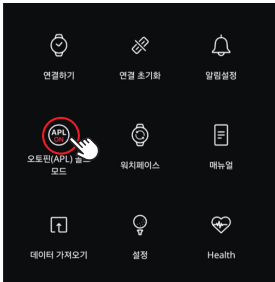 연결하기
연결 초기화
알림설정
APL
ON
오토핀(APL)
모드
워치페이스
매뉴얼
데이터 가져오기
설정
Health